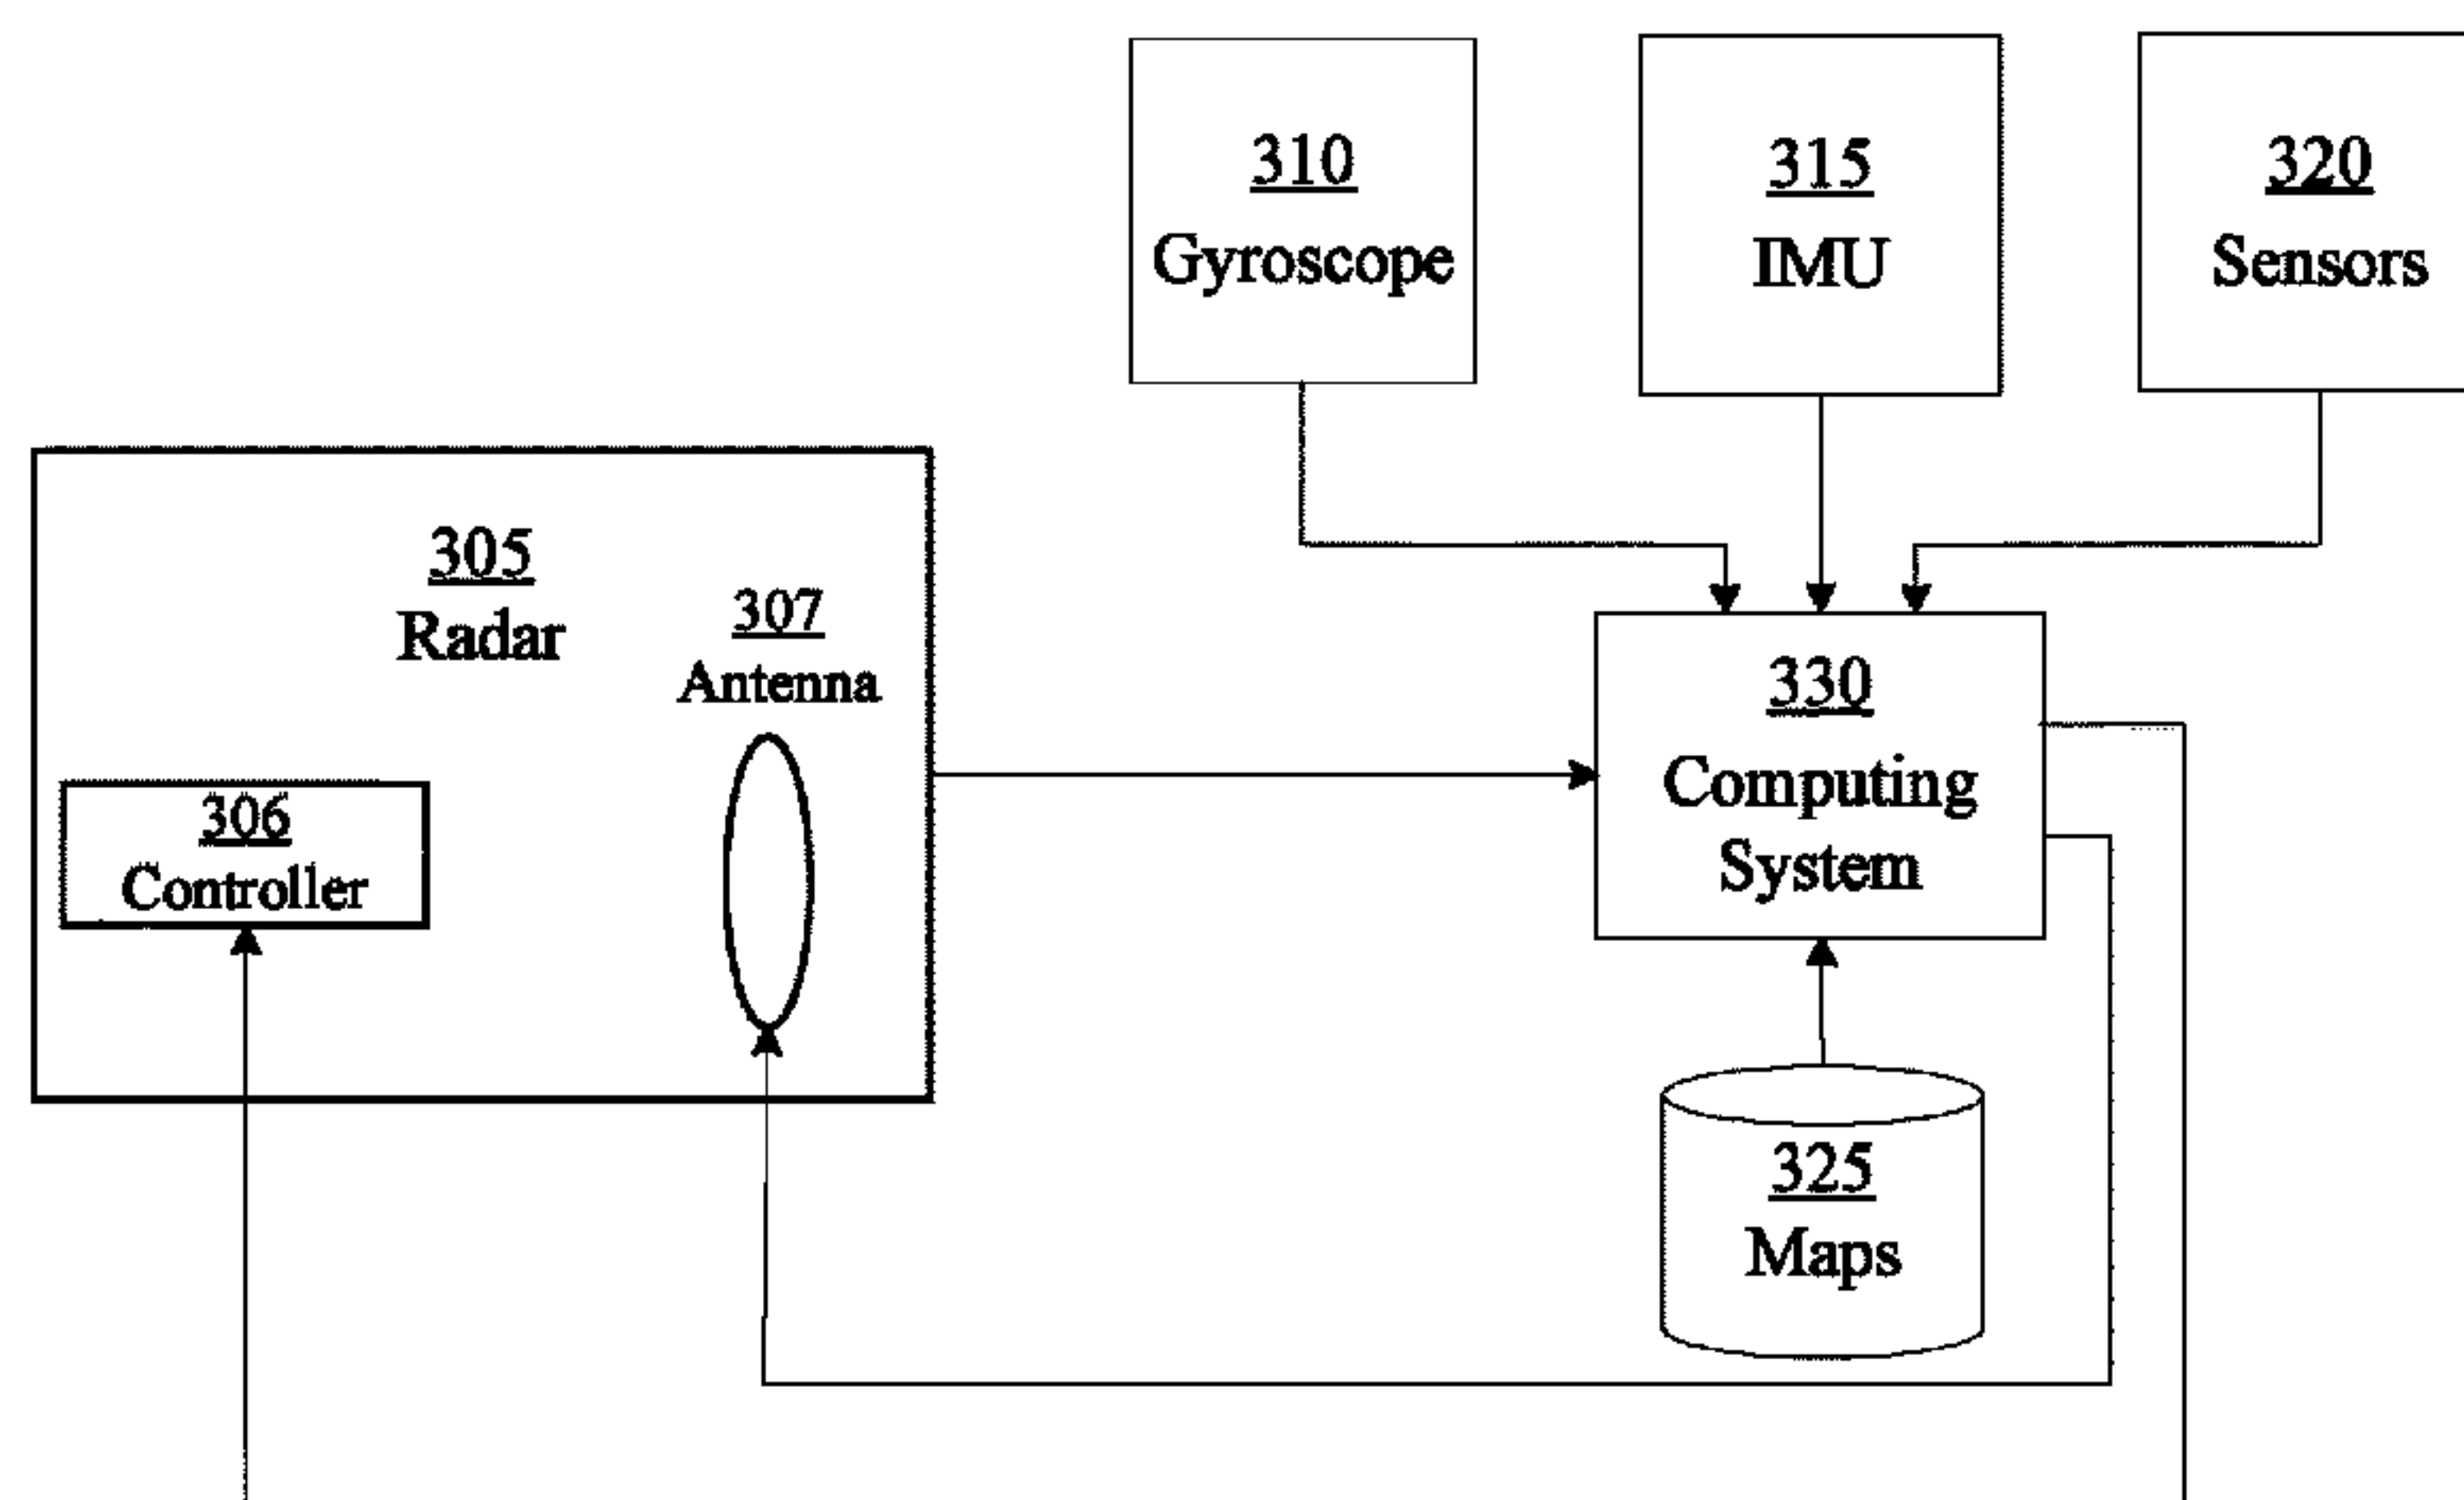 310
Gyroscope
315
IMU
320
Sensors
305
Radar
307
Antenna
306
Controller
330
Computing
System
325
Maps